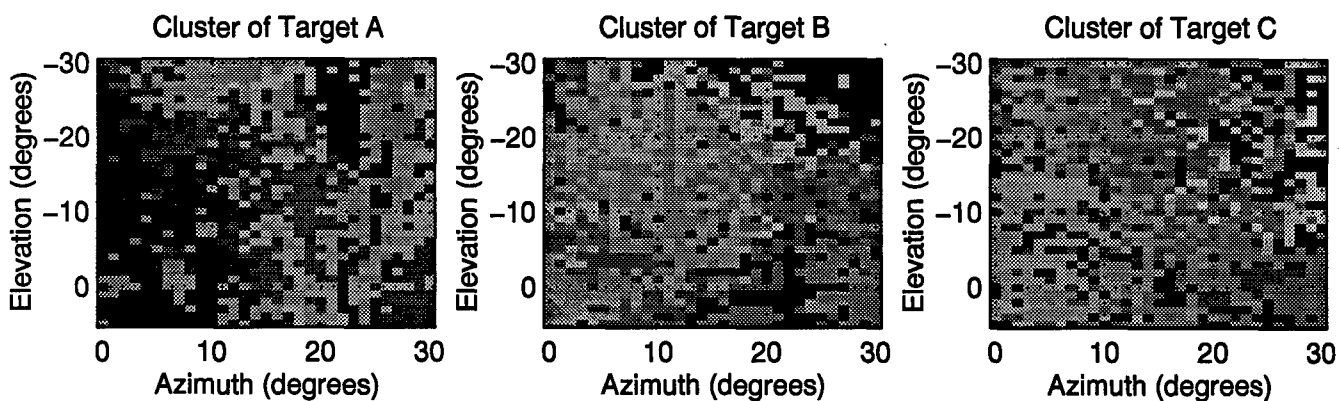 Cluster of Target A
Cluster of Target B
Cluster of Target C
Elevation (degrees)
−30
−20
−10
0
0 10 20 30
Azimuth (degrees)
Elevation (degrees)
−30
−20
−10
0
0 10 20 30
Azimuth (degrees)
Elevation (degrees)
−30
−20
−10
0
0 10 20 30
Azimuth (degrees)